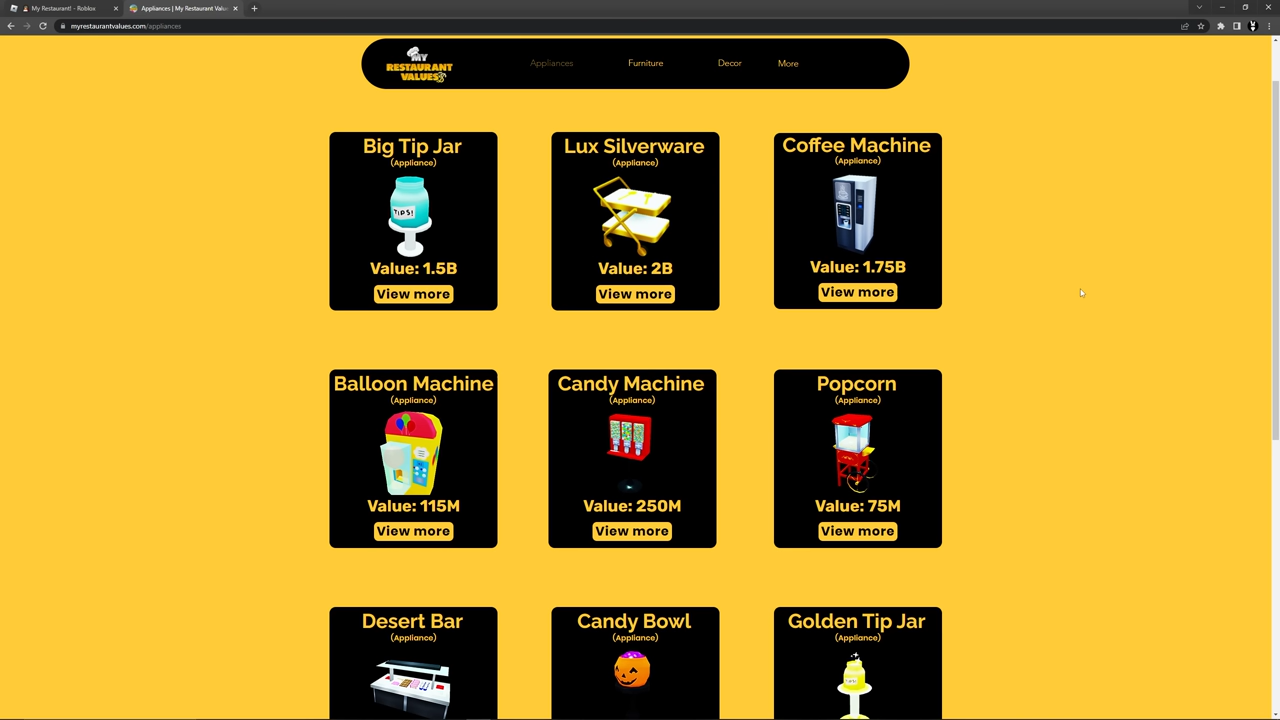 My Restaurant! - Roblox
Appliances | My Restaurant Valu
myrestaurantvalues.com/appliances
MY
RESTAURANT
VALUES
Appliances
Furniture
Decor
More
Big Tip Jar
(Appliance)
TIPS!
Value: 1.5B
View more
Lux Silverware
(Appliance)
Value: 2B
View more
Coffee Machine
(Appliance)
Value: 1.75B
View more
Balloon Machine
(Appliance)
Value: 115M
View more
Candy Machine
(Appliance)
Value: 250M
View more
Popcorn
(Appliance)
Value: 75M
View more
Desert Bar
(Appliance)
Candy Bowl
(Appliance)
Golden Tip Jar
(Appliance)